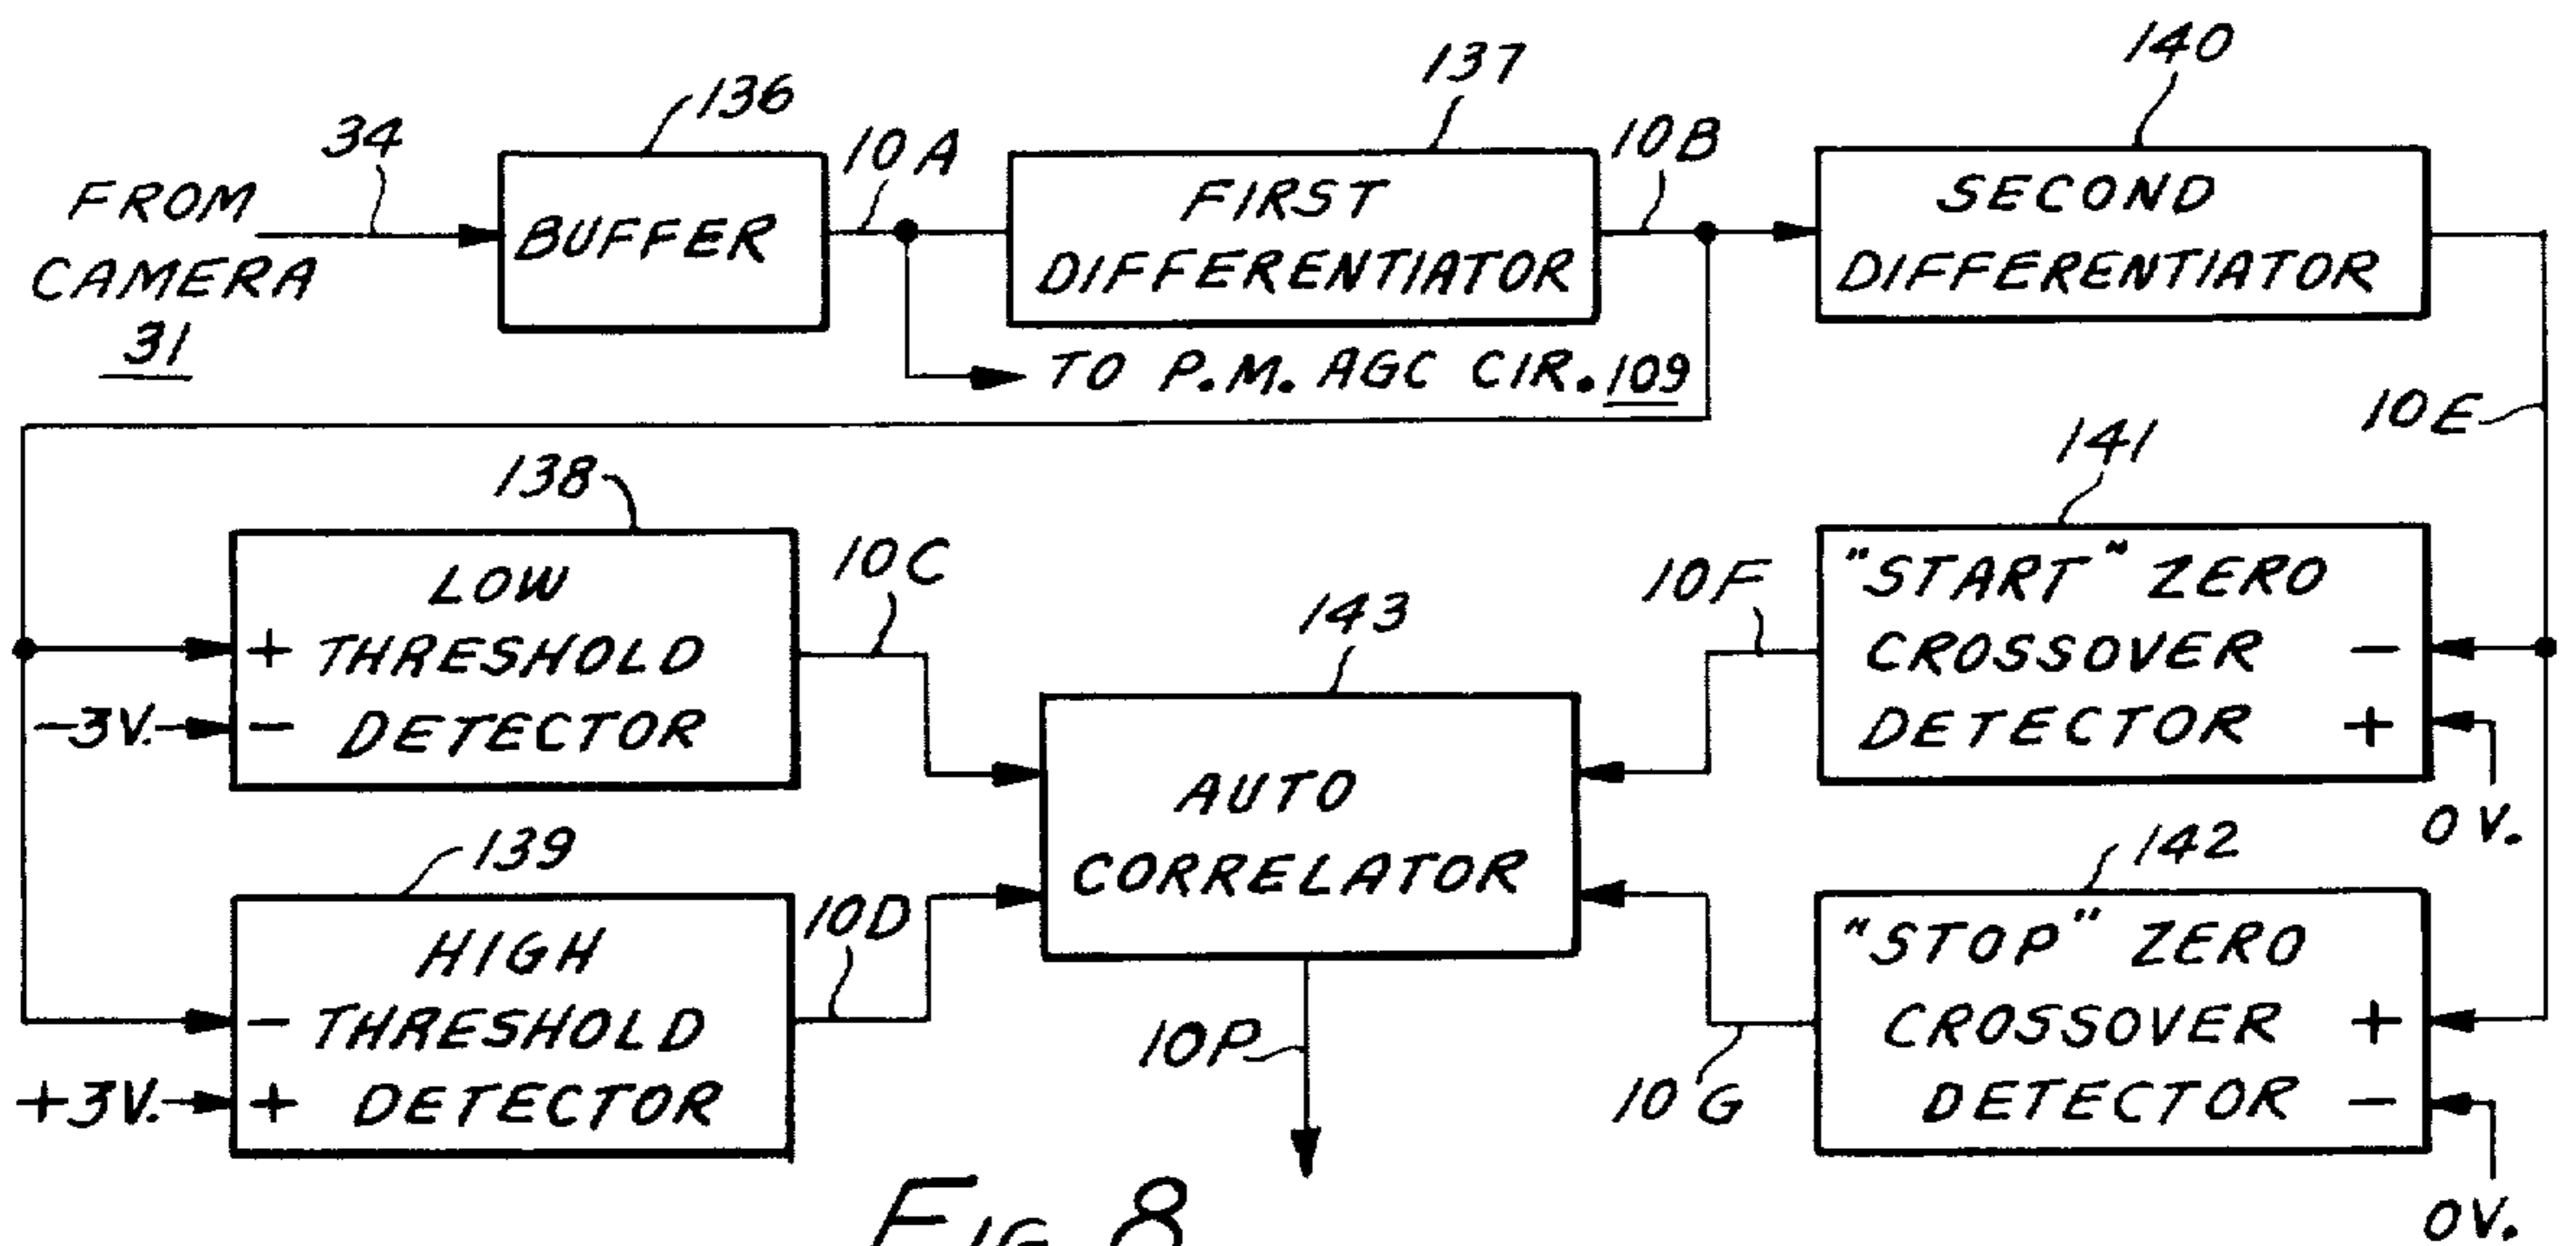 136
137
140
34
10A
10B
FROM
CAMERA
31
BUFFER
FIRST
DIFFERENTIATOR
SECOND
DIFFERENTIATOR
TO P.M. AGC CIR. 109
10E
138
141
LOW
THRESHOLD
DETECTOR
+
-
-3V.
10C
143
10F
"START" ZERO
CROSSOVER
DETECTOR
-
+
0 V.
AUTO
CORRELATOR
139
142
HIGH
THRESHOLD
DETECTOR
-
+
+3V.
10D
10P
10G
"STOP" ZERO
CROSSOVER
DETECTOR
+
-
0V.
FIG 8